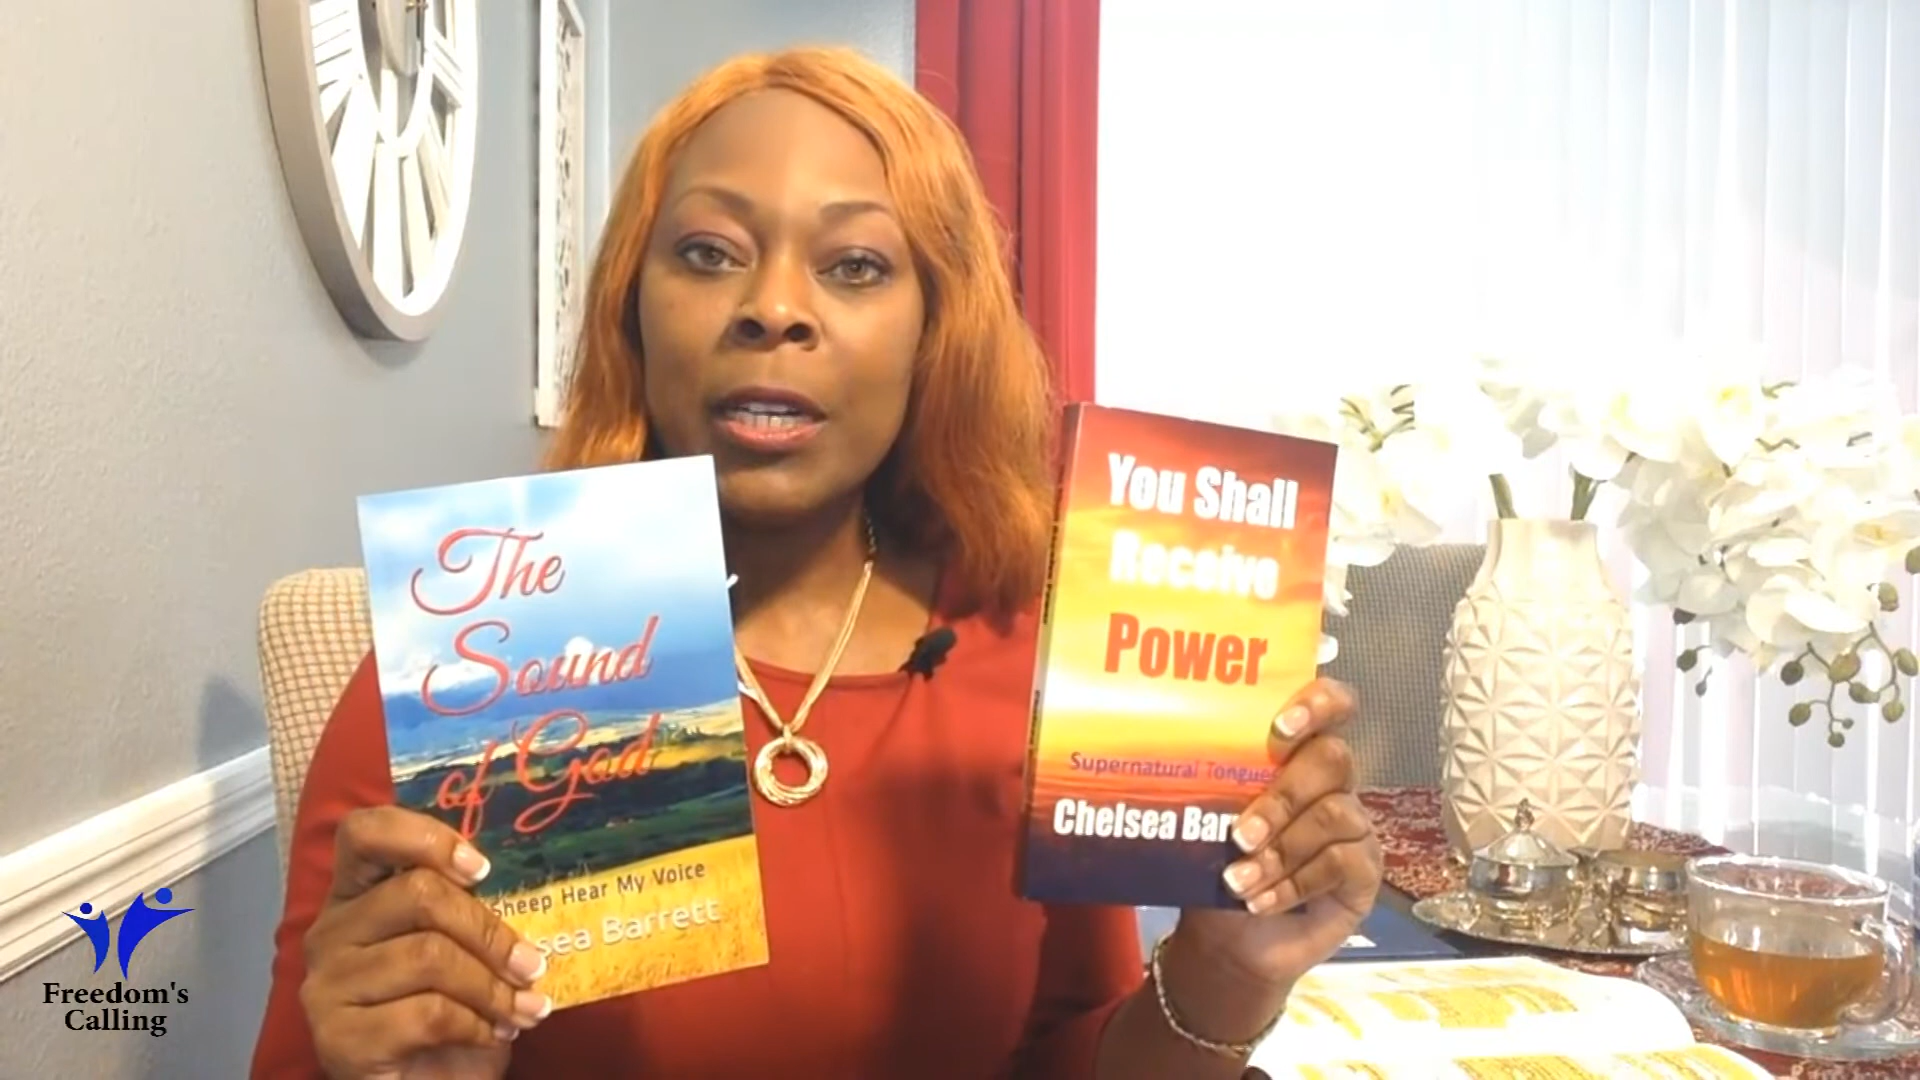 The
Sound
of God
Sheep Hear My Voice
Barrett
You Shall
Receive
Power
Supernatural Tongue
Chelsea Bar
Freedom's
Calling